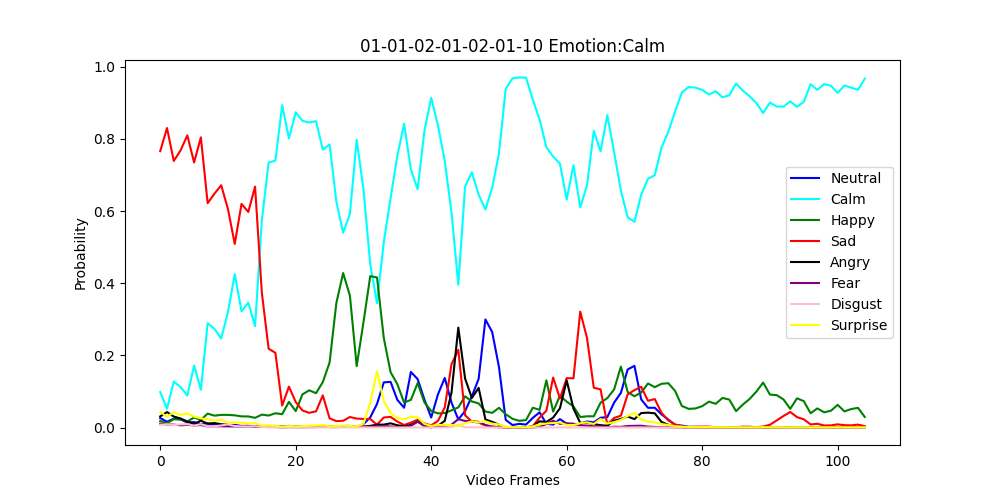 01-01-02-01-02-01-10 Emotion:Calm
Probability
1.0
0.8
0.6
0.4
0.2
0.0
0
20
40
60
80
100
Video Frames
Neutral
Calm
Happy
Sad
Angry
Fear
Disgust
Surprise